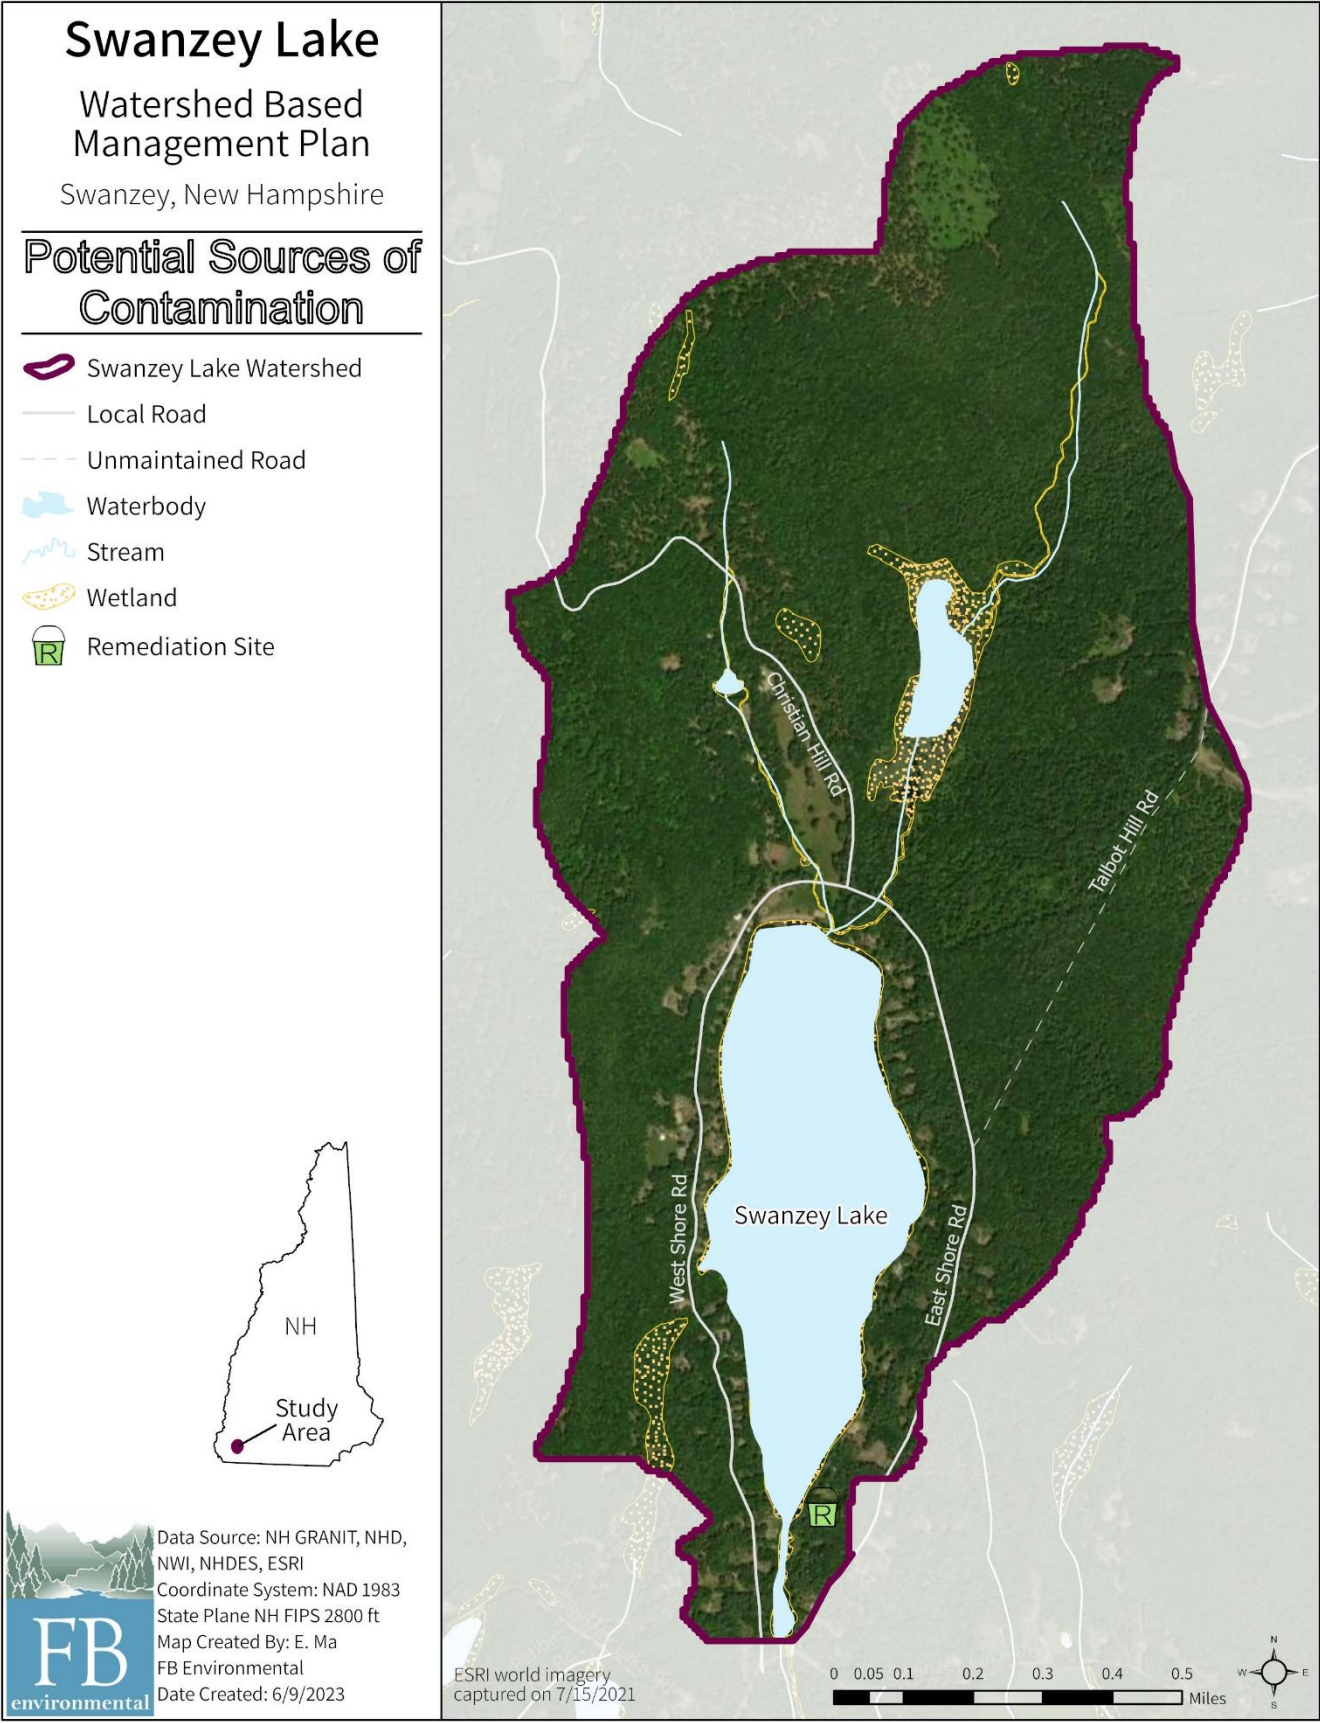 Swanzey Lake
Watershed Based
Management Plan
Swanzey, New Hampshire
Potential Sources of
Contamination
Swanzey Lake Watershed
Local Road
Unmaintained Road
Waterbody
Stream
Wetland
R Remediation Site
NH
Study
Area
FB
environmental
Data Source: NH GRANIT, NHD,
NWI, NHDES, ESRI
Coordinate System: NAD 1983
State Plane NH FIPS 2800 ft
Map Created By: E. Ma
FB Environmental
Date Created: 6/9/2023
Christian Hill Rd
Talbot Hill Rd
West Shore Rd
Swanzey Lake
East Shore Rd
R
ESRI world imagery
captured on 7/15/2021
0 0.05 0.1 0.2 0.3 0.4 0.5
Miles
N
W E
S